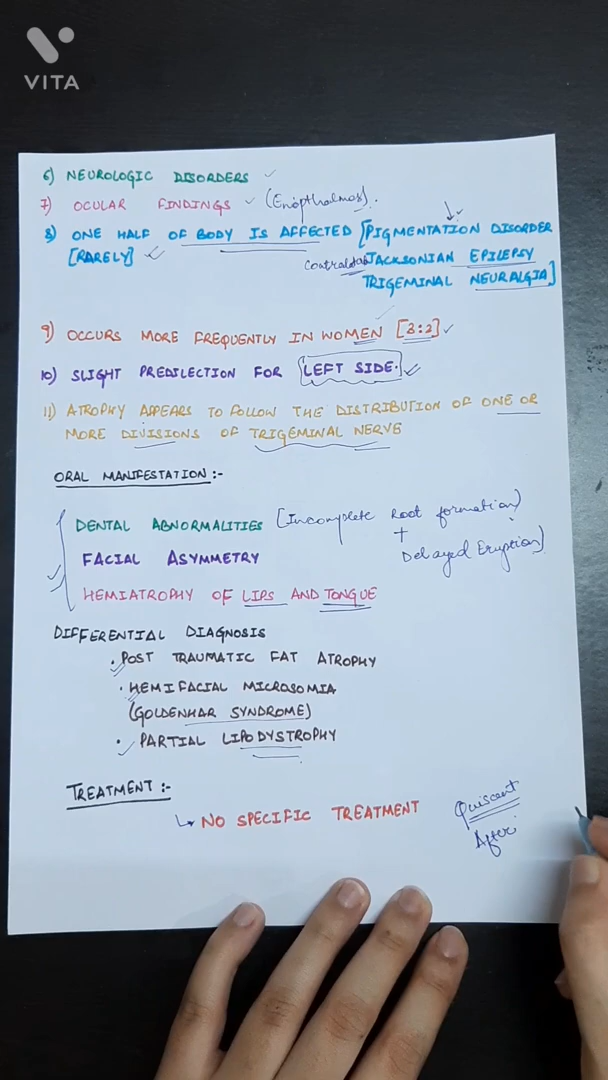 VITA
6) NEUROLOGIC DISORDERS
7) OCULAR FINDINGS (Enopthalmos).
8) ONE HALF OF BODY IS AFFECTED [PIGMENTATION DISORDER
[RARELY] JACKSONIAN EPILEPSY
TRIGEMINAL NEURALGIA]
9) OCCURS MORE FREQUENTLY IN WOMEN [3:2]
10) SLIGHT PREDILECTION FOR LEFT SIDE.
11) ATROPHY APPEARS TO FOLLOW THE DISTRIBUTION OF ONE OR
MORE DIVISIONS OF TRIGEMINAL NERVE
ORAL MANIFESTATION:-
DENTAL ABNORMALITIES [Incomplete Root formation
+
FACIAL ASYMMETRY Delayed Eruption]
HEMIATROPHY OF LIPS AND TONGUE
DIFFERENTIAL DIAGNOSIS
. POST TRAUMATIC FAT ATROPHY
. HEMIFACIAL MICROSOMIA
(GOLDENHAR SYNDROME)
. PARTIAL LIPODYSTROPHY
TREATMENT:-
↳ NO SPECIFIC TREATMENT Quiscent
After